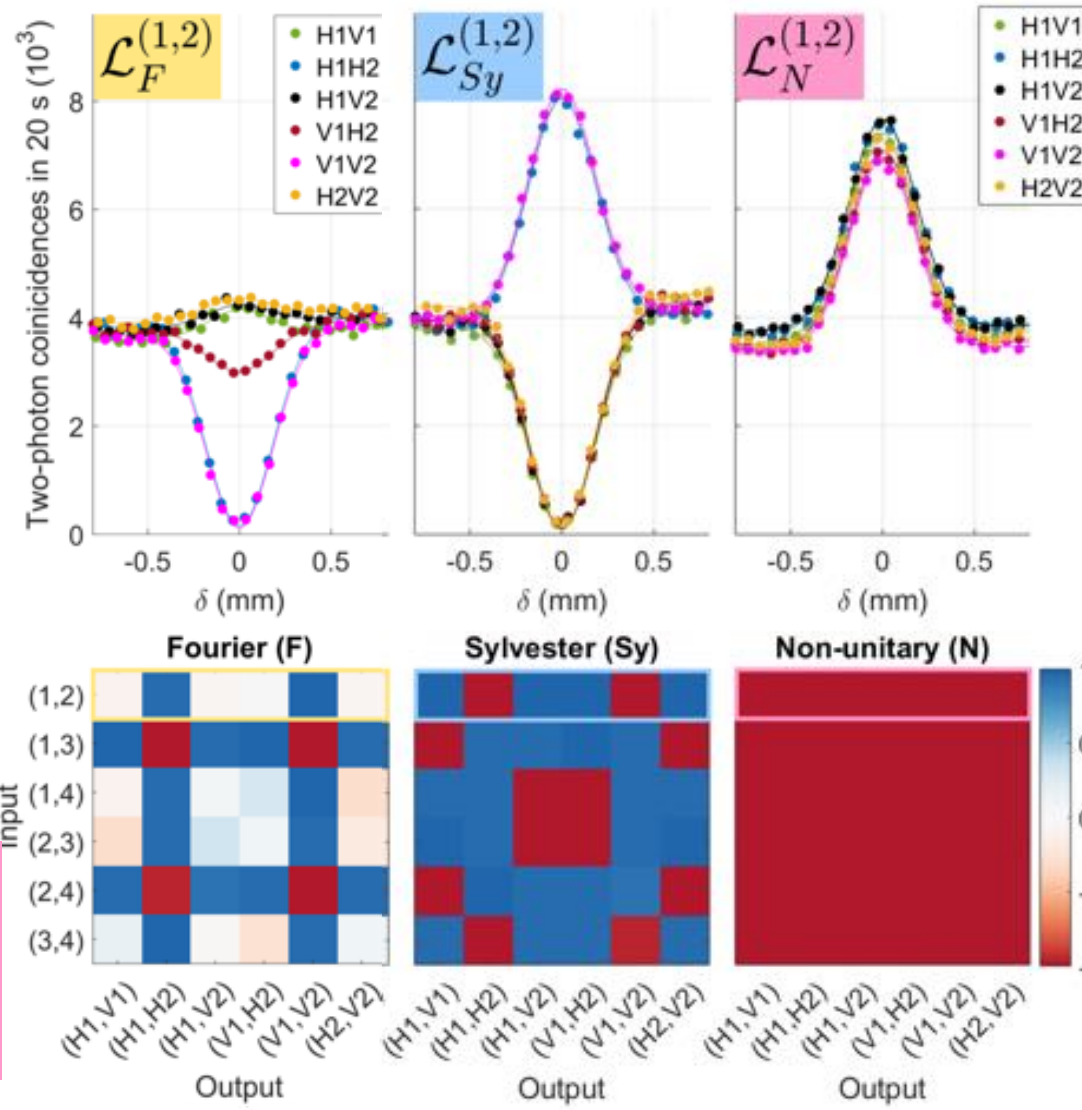 Two-photon coinicidences in 20 s (10³)
ℒ_F^(1,2)
H1V1
H1H2
H1V2
V1H2
V1V2
H2V2
8
6
4
2
0
-0.5 0 0.5
δ (mm)
ℒ_Sy^(1,2)
-0.5 0 0.5
δ (mm)
ℒ_N^(1,2)
H1V1
H1H2
H1V2
V1H2
V1V2
H2V2
-0.5 0 0.5
δ (mm)
Fourier (F)
Sylvester (Sy)
Non-unitary (N)
Input
(1,2)
(1,3)
(1,4)
(2,3)
(2,4)
(3,4)
(H1,V1) (H1,H2) (H1,V2) (V1,H2) (V1,V2) (H2,V2)
Output
(H1,V1) (H1,H2) (H1,V2) (V1,H2) (V1,V2) (H2,V2)
Output
(H1,V1) (H1,H2) (H1,V2) (V1,H2) (V1,V2) (H2,V2)
Output